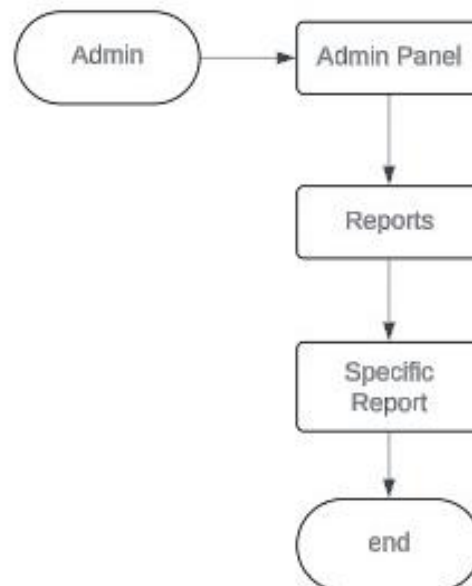 Admin
Admin Panel
Reports
Specific
Report
end